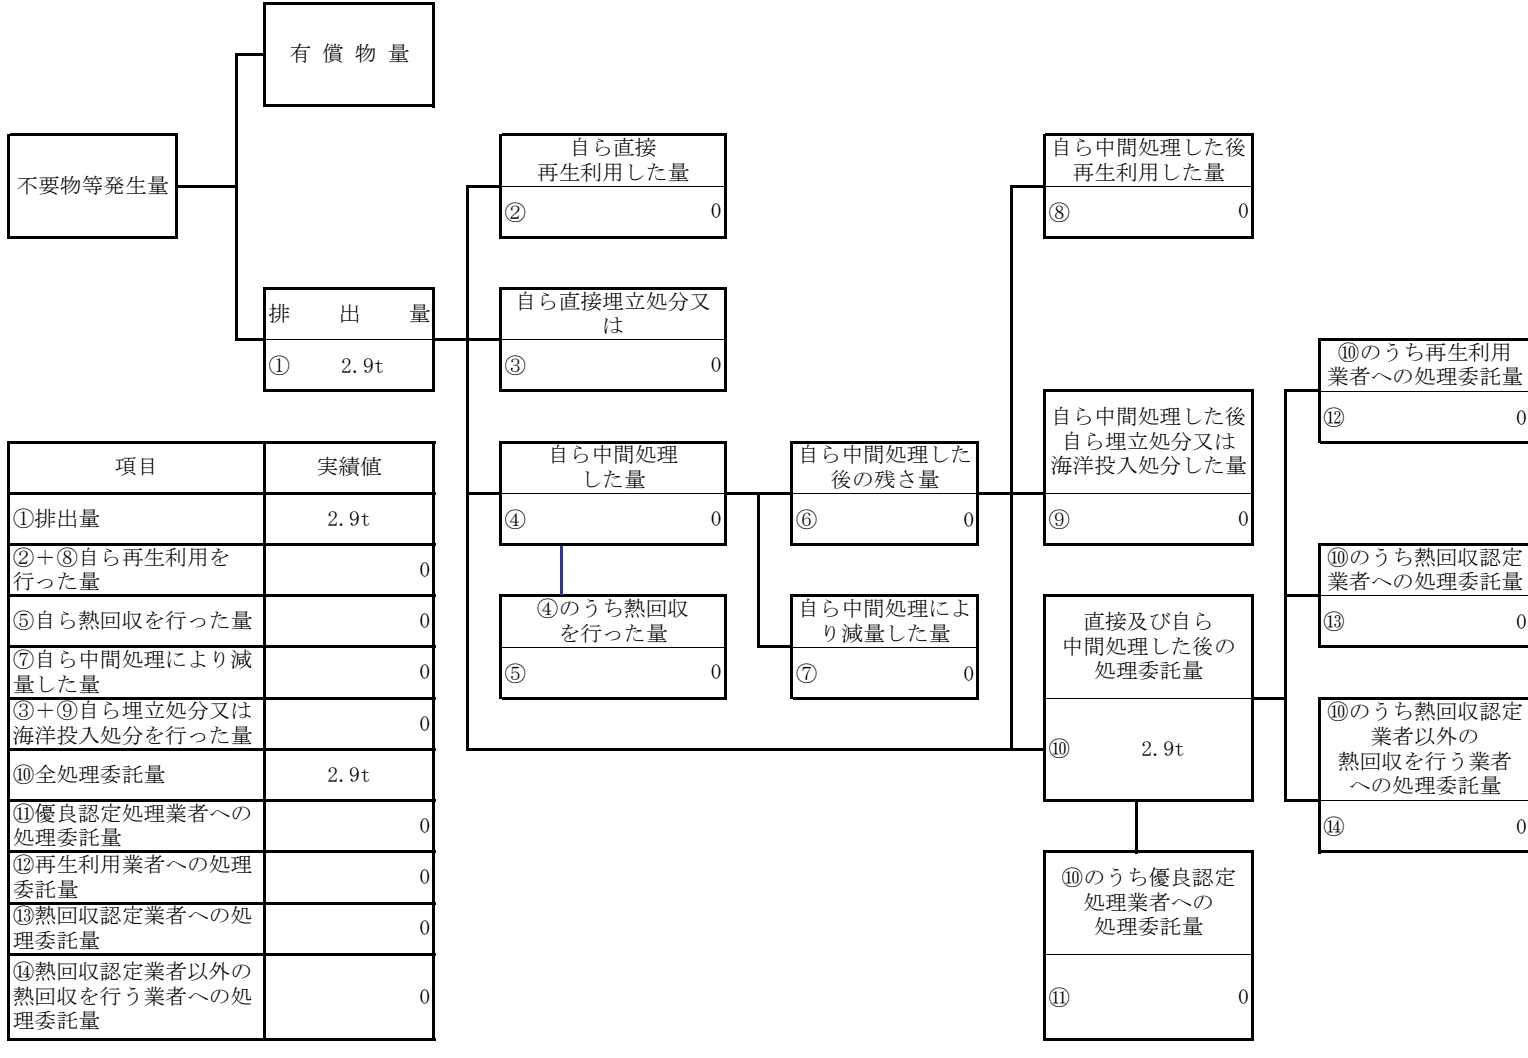 有償物量
不要物等発生量
自ら直接
再生利用した量
② 0
自ら中間処理した後
再生利用した量
⑧ 0
排出量
① 2.9t
自ら直接埋立処分又
は
③ 0
⑩のうち再生利用
業者への処理委託量
⑫ 0
自ら中間処理
した量
④ 0
自ら中間処理した
後の残さ量
⑥ 0
自ら中間処理した後
自ら埋立処分又は
海洋投入処分した量
⑨ 0
⑩のうち熱回収認定
業者への処理委託量
⑬ 0
④のうち熱回収
を行った量
⑤ 0
自ら中間処理によ
り減量した量
⑦ 0
直接及び自ら
中間処理した後の
処理委託量
⑩ 2.9t
⑩のうち熱回収認定
業者以外の
熱回収を行う業者
への処理委託量
⑭ 0
⑩のうち優良認定
処理業者への
処理委託量
⑪ 0
項目 実績値
①排出量 2.9t
②+⑧自ら再生利用を
行った量 0
⑤自ら熱回収を行った量 0
⑦自ら中間処理により減
量した量 0
③+⑨自ら埋立処分又は
海洋投入処分を行った量 0
⑩全処理委託量 2.9t
⑪優良認定処理業者への
処理委託量 0
⑫再生利用業者への処理
委託量 0
⑬熱回収認定業者への処
理委託量 0
⑭熱回収認定業者以外の
熱回収を行う業者への処
理委託量 0